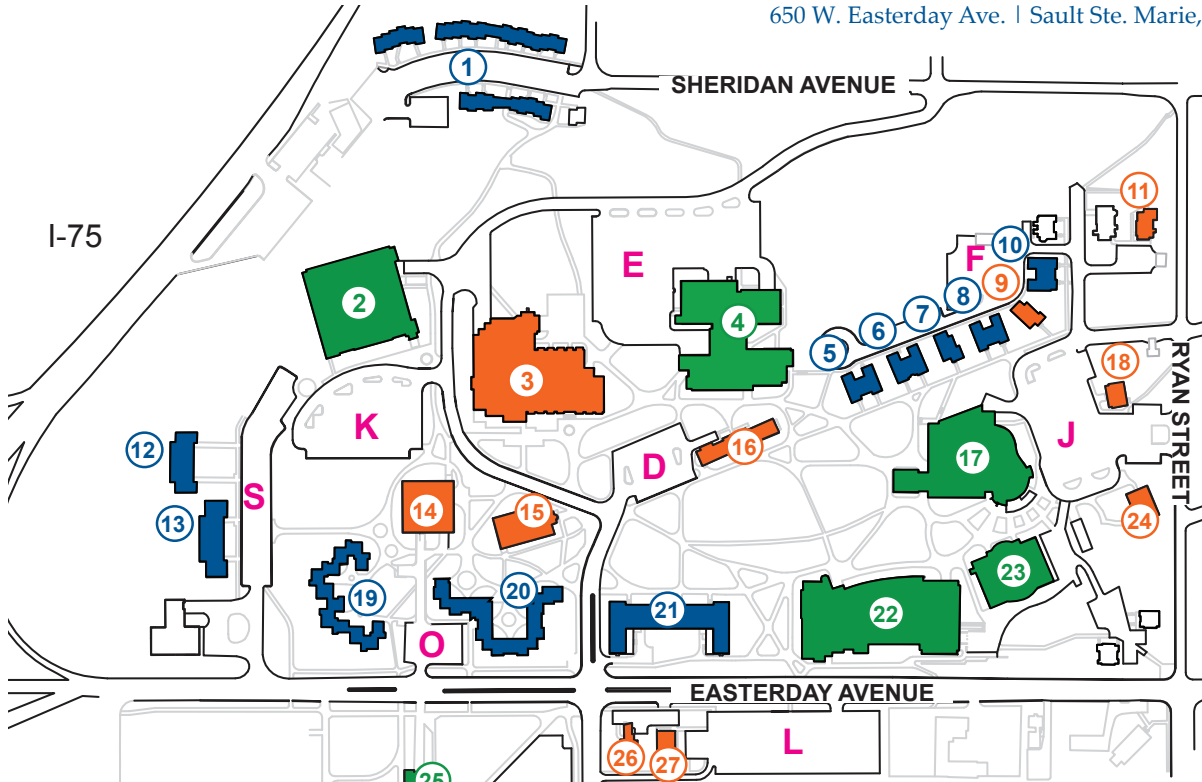 650 W. Easterday Ave. | Sault Ste. Marie,
1
SHERIDAN AVENUE
11
I-75
10
E
F
9
2
8
4
7
6
5
3
18
RYAN STREET
K
J
12
16
D
17
S
14
15
13
24
23
19
20
21
22
O
EASTERDAY AVENUE
L
26
27
25